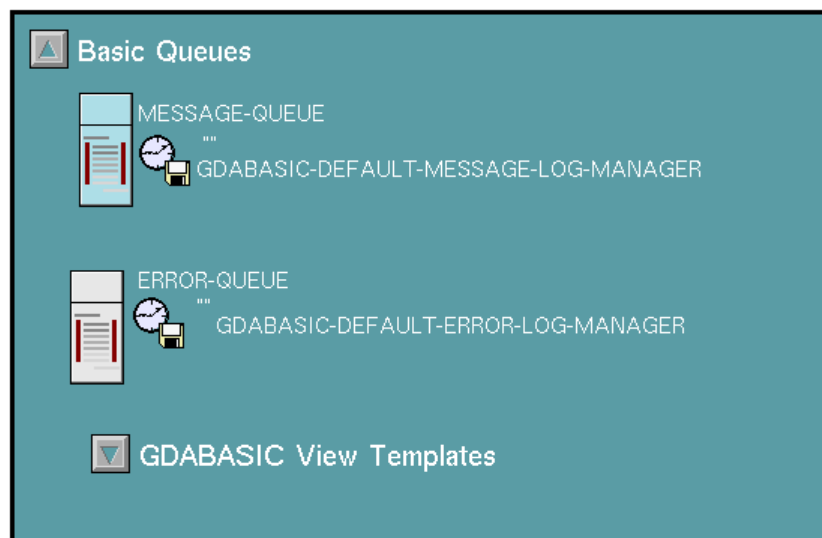 Basic Queues
MESSAGE-QUEUE
""
GDABASIC-DEFAULT-MESSAGE-LOG-MANAGER
ERROR-QUEUE
""
GDABASIC-DEFAULT-ERROR-LOG-MANAGER
GDABASIC View Templates